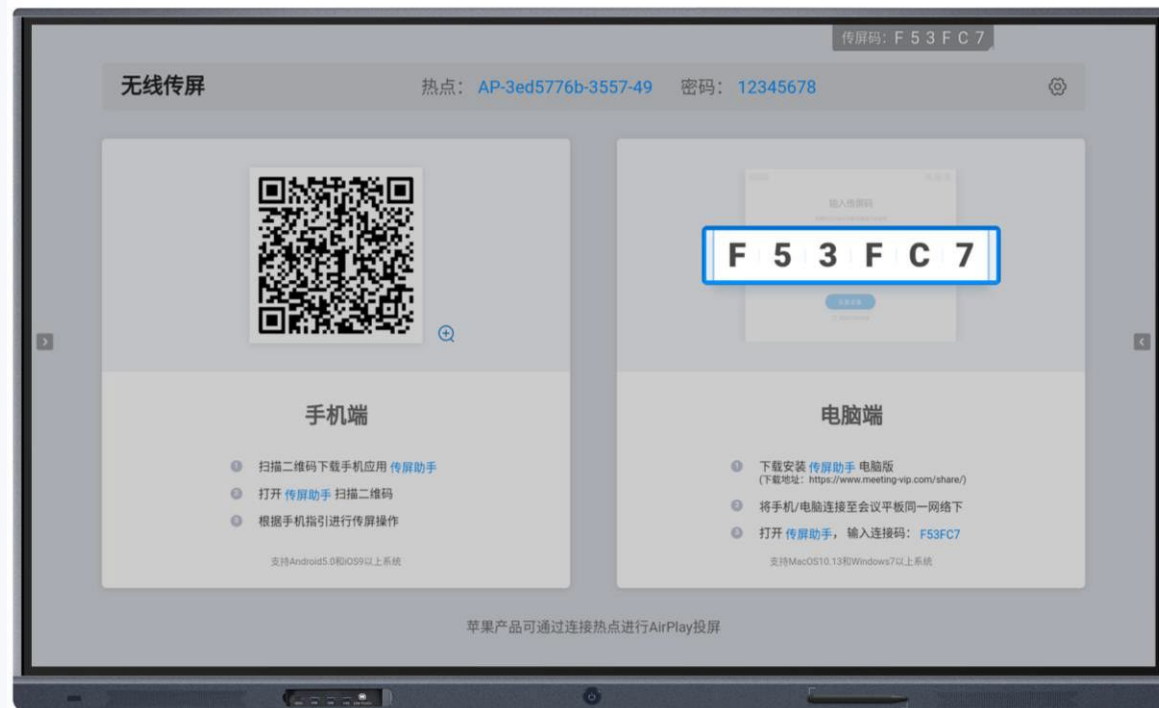 传屏码: F 5 3 F C 7
无线传屏
热点: AP-3ed5776b-3557-49 密码: 12345678
输入传屏码
F 5 3 F C 7
手机端
1 扫描二维码下载手机应用 传屏助手
2 打开 传屏助手 扫描二维码
3 根据手机指引进行传屏操作
支持Android5.0和iOS9以上系统
电脑端
1 下载安装 传屏助手 电脑版
(下载地址: https://www.meeting-vip.com/share/)
2 将手机/电脑连接至会议平板同一网络下
3 打开 传屏助手, 输入连接码: F53FC7
支持MacOS10.13和Windows7以上系统
苹果产品可通过连接热点进行AirPlay投屏